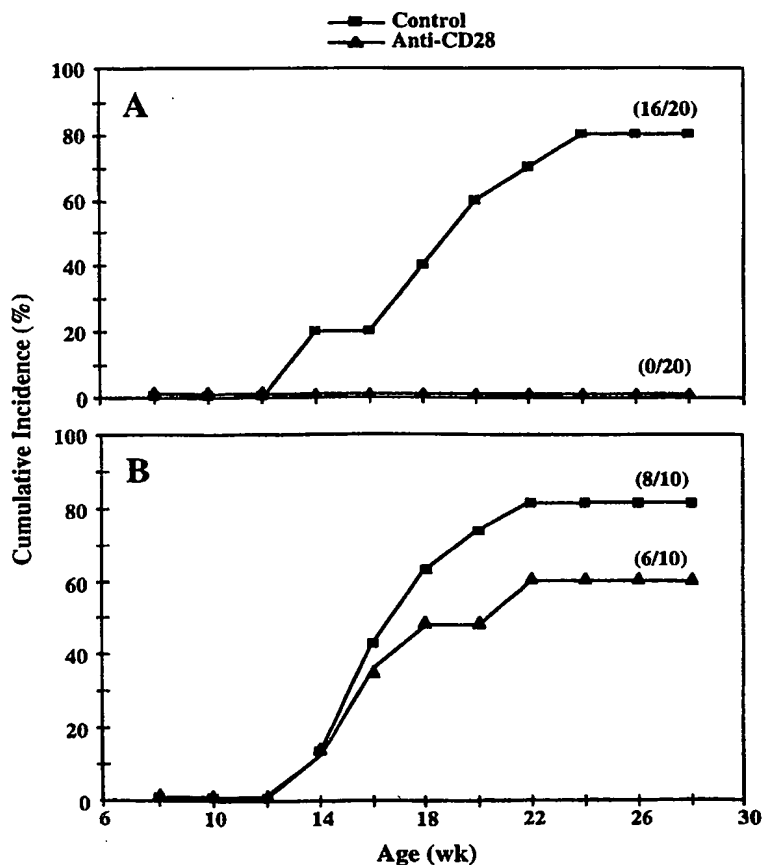 Control
Anti-CD28
A
100
80
60
40
20
0
(16/20)
(0/20)
Cumulative Incidence (%)
B
100
80
60
40
20
0
(8/10)
(6/10)
6 10 14 18 22 26 30
Age (wk)